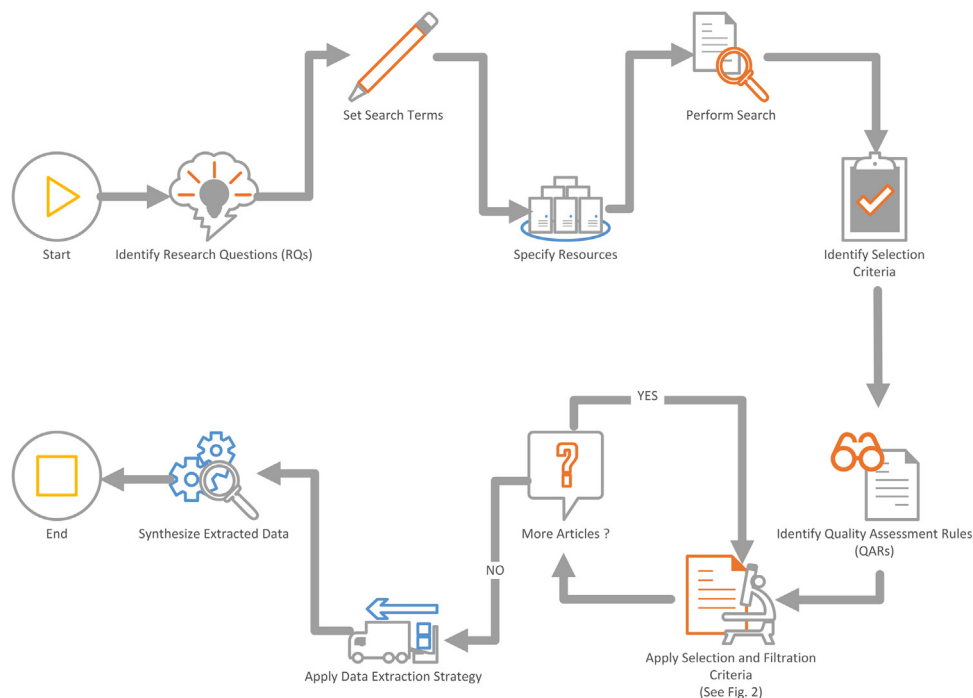 Set Search Terms
Perform Search
Start
Identify Research Questions (RQs)
Specify Resources
Identify Selection
Criteria
YES
End
Synthesize Extracted Data
More Articles ?
Identify Quality Assessment Rules
(QARs)
NO
Apply Data Extraction Strategy
Apply Selection and Filtration
Criteria
(See Fig. 2)